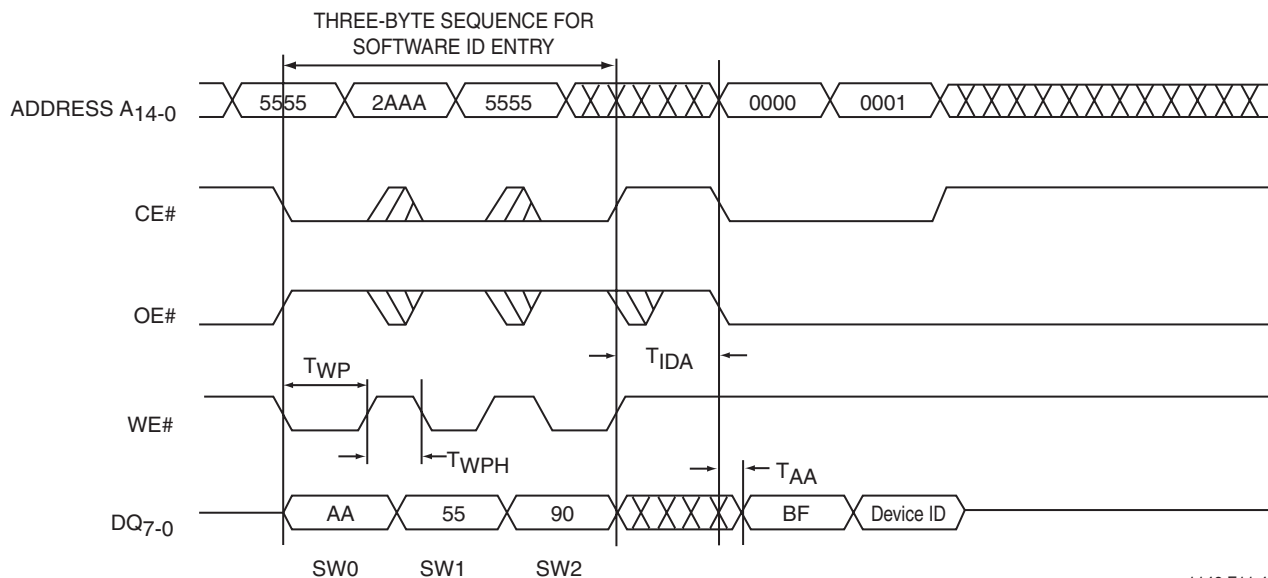 THREE-BYTE SEQUENCE FOR
SOFTWARE ID ENTRY
ADDRESS A14-0
5555 2AAA 5555 0000 0001
CE#
OE#
TWP TIDA
WE#
TWPH TAA
DQ7-0
AA 55 90 BF Device ID
SW0 SW1 SW2